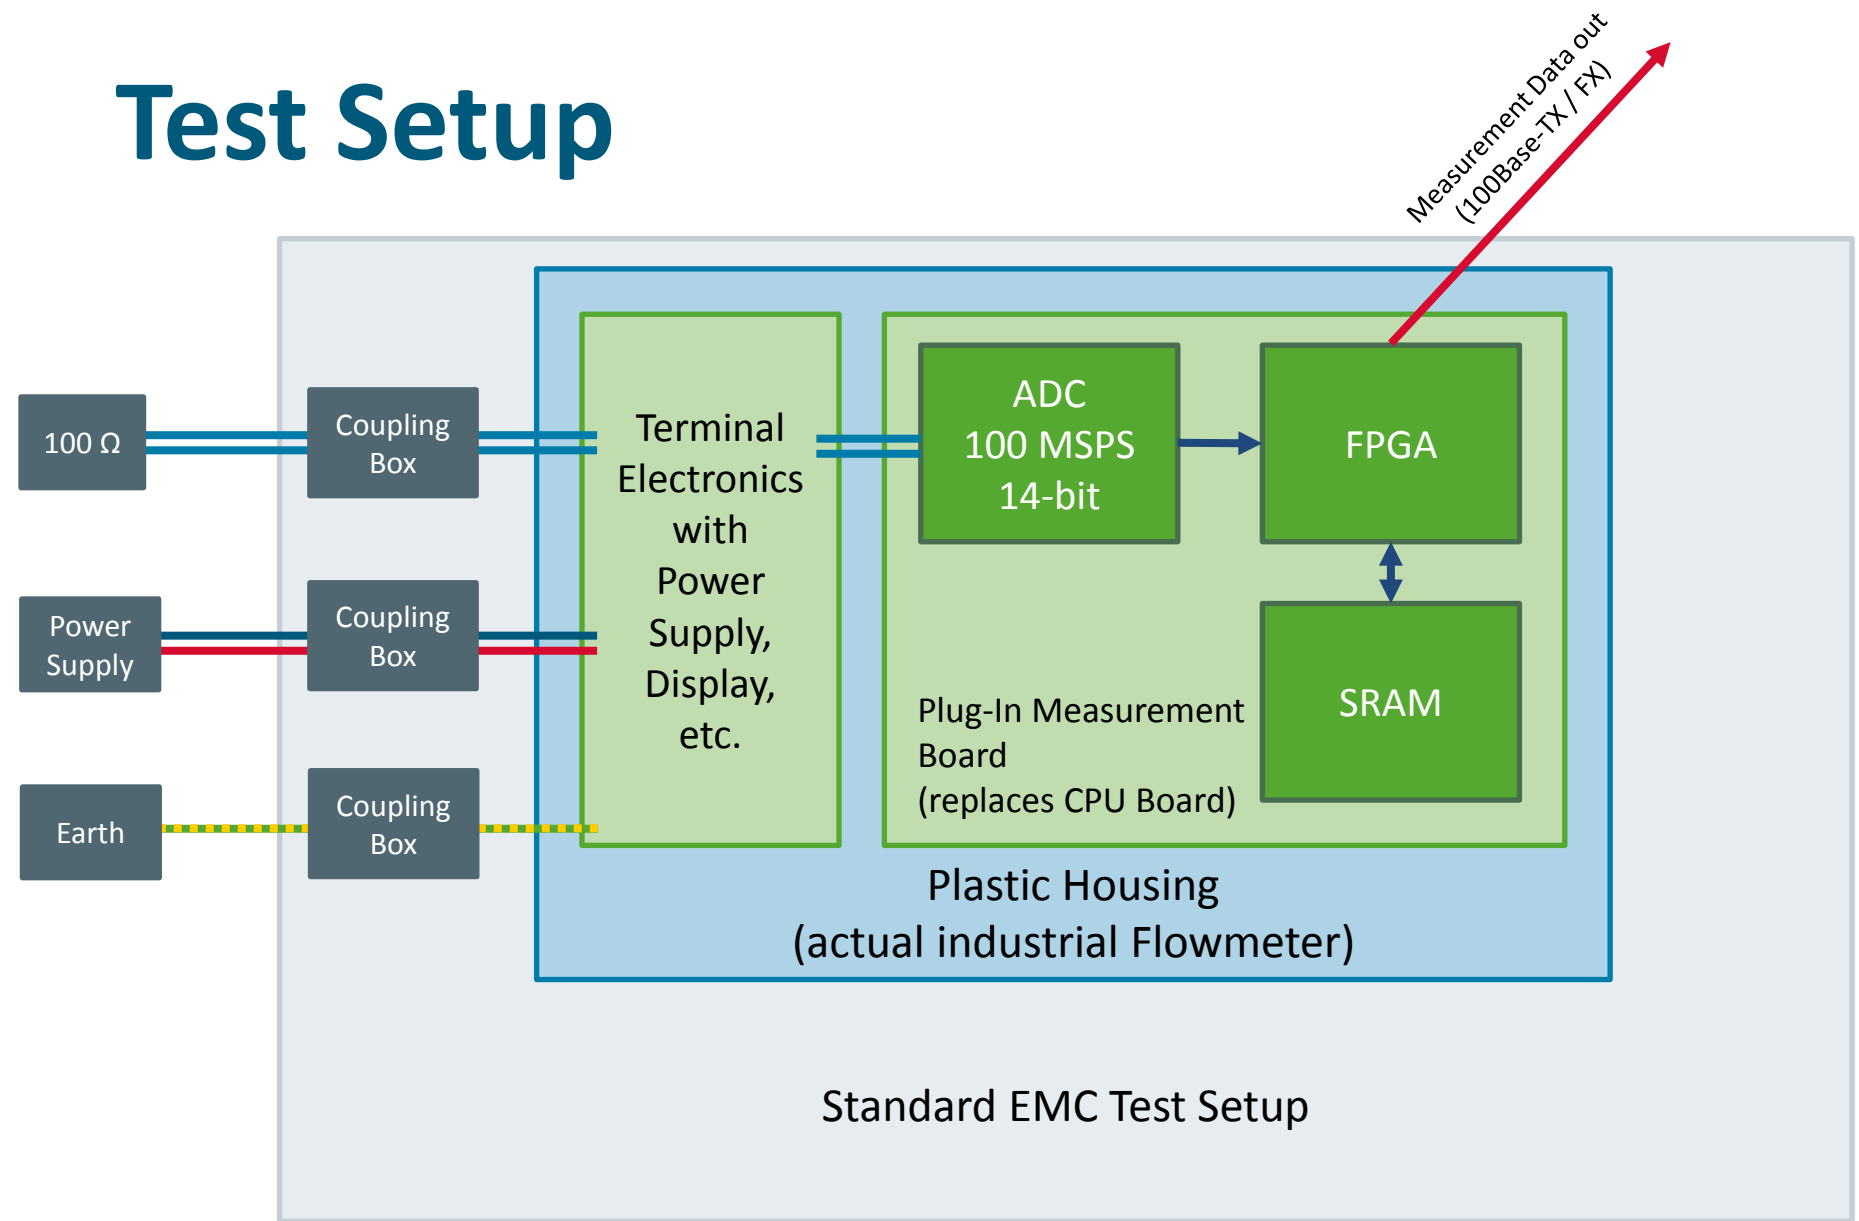 Test Setup
Measurement Data out
(100Base-TX / FX)
100 Ω
Coupling
Box
Power
Supply
Coupling
Box
Earth
Coupling
Box
Terminal
Electronics
with
Power
Supply,
Display,
etc.
ADC
100 MSPS
14-bit
FPGA
SRAM
Plug-In Measurement
Board
(replaces CPU Board)
Plastic Housing
(actual industrial Flowmeter)
Standard EMC Test Setup